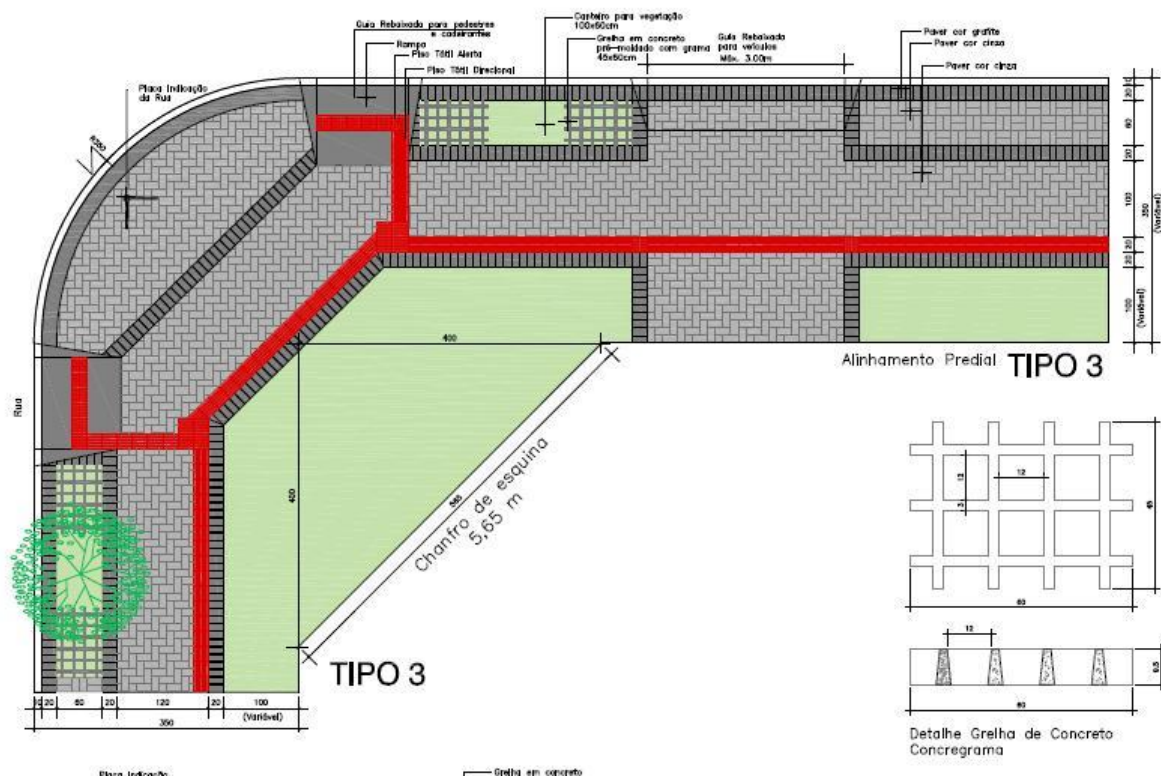 Guia Rebaixada para pedestres
e cadeirantes
Rampa
Piso Tátil Alerta
Piso Tátil Direcional
Canteiro para vegetação
100x60cm
Grelha em concreto
pré-moldado com grama
45x60cm
Guia Rebaixada
para veículos
Máx. 3.00m
Paver cor grafite
Paver cor cinza
Paver cor cinza
Placa Indicação
da Rua
10
20
60
20
100
20
20
100
(Variável)
350
(Variável)
400
Alinhamento Predial
TIPO 3
Rua
400
565
Chanfro de esquina
5,65 m
TIPO 3
10
20
60
20
120
20
100
(Variável)
350
12
12
3
45
60
12
60
Detalhe Grelha de Concreto
Concregrama
Placa Indicação
Grelha em concreto